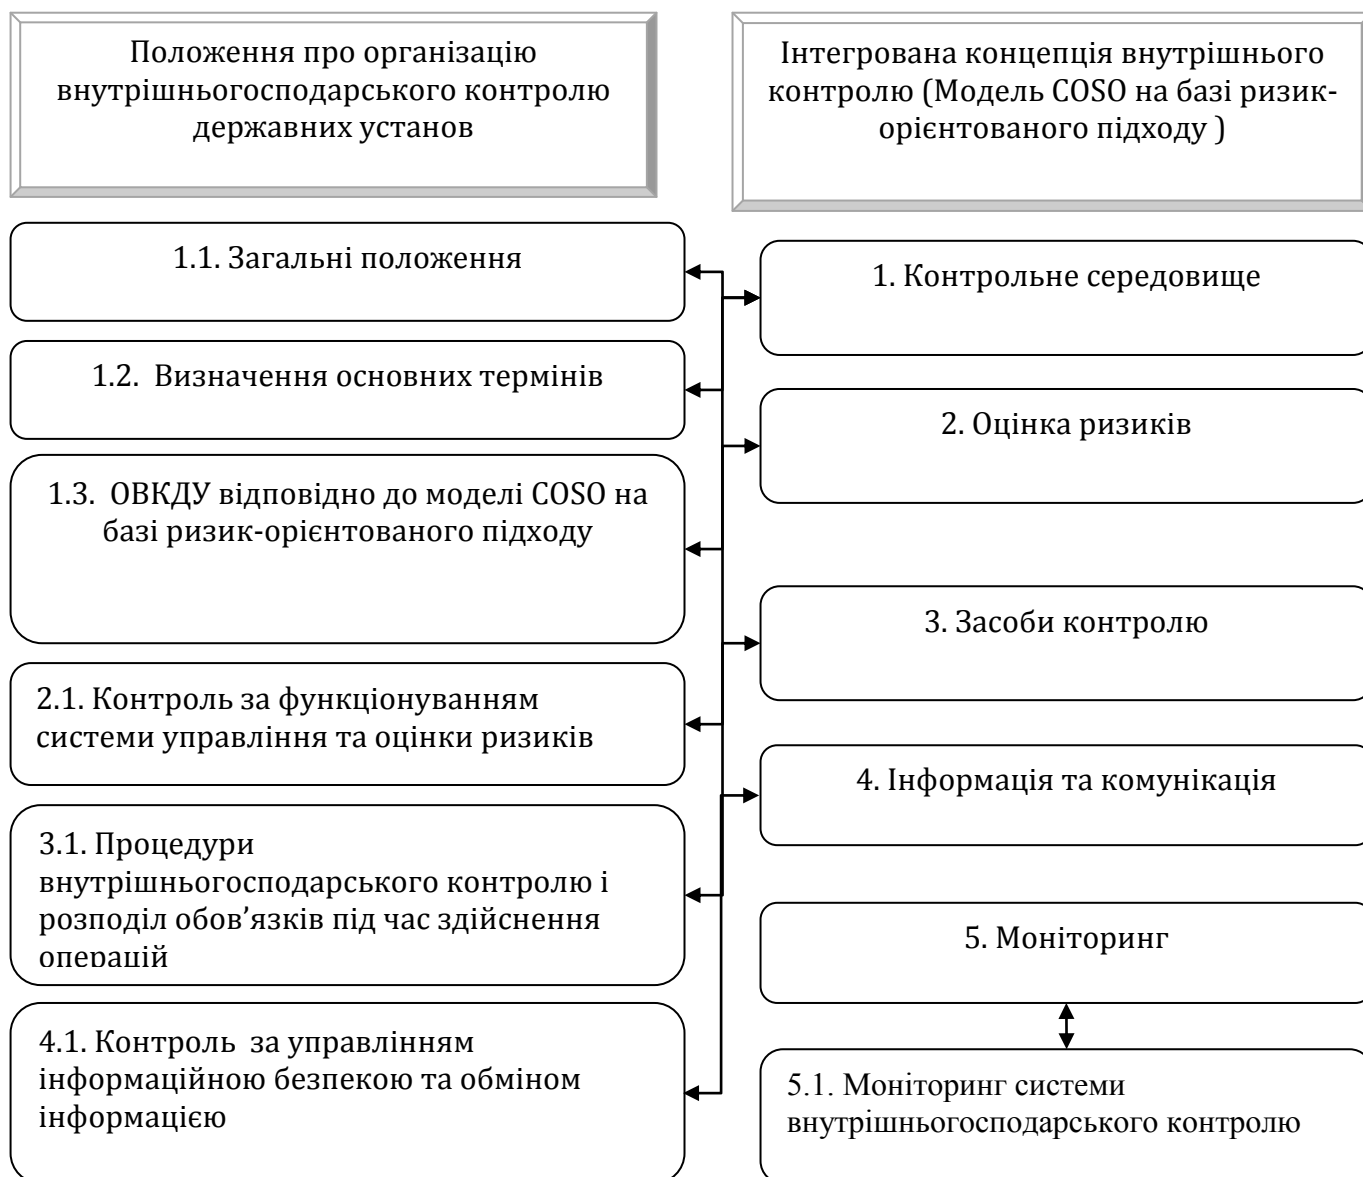 Положення про організацію
внутрішньогосподарського контролю
державних установ
Інтегрована концепція внутрішнього
контролю (Модель COSO на базі ризик-
орієнтованого підходу )
1.1. Загальні положення
1.2. Визначення основних термінів
1.3. ОВКДУ відповідно до моделі COSO на
базі ризик-орієнтованого підходу
2.1. Контроль за функціонуванням
системи управління та оцінки ризиків
3.1. Процедури
внутрішньогосподарського контролю і
розподіл обов’язків під час здійснення
операцій
4.1. Контроль за управлінням
інформаційною безпекою та обміном
інформацією
1. Контрольне середовище
2. Оцінка ризиків
3. Засоби контролю
4. Інформація та комунікація
5. Моніторинг
5.1. Моніторинг системи
внутрішньогосподарського контролю